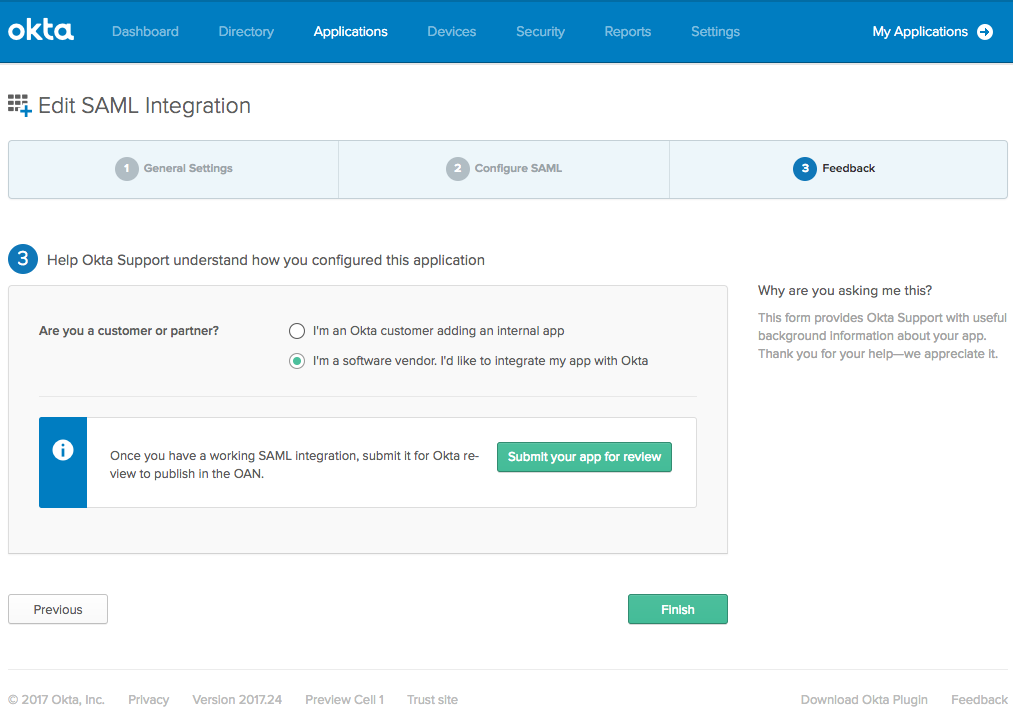 okta Dashboard Directory Applications Devices Security Reports Settings My Applications
Edit SAML Integration
1 General Settings 2 Configure SAML 3 Feedback
3 Help Okta Support understand how you configured this application
Are you a customer or partner? I'm an Okta customer adding an internal app
I'm a software vendor. I'd like to integrate my app with Okta
Once you have a working SAML integration, submit it for Okta re-
view to publish in the OAN.
Submit your app for review
Why are you asking me this?
This form provides Okta Support with useful
background information about your app.
Thank you for your help—we appreciate it.
Previous Finish
© 2017 Okta, Inc. Privacy Version 2017.24 Preview Cell 1 Trust site Download Okta Plugin Feedback